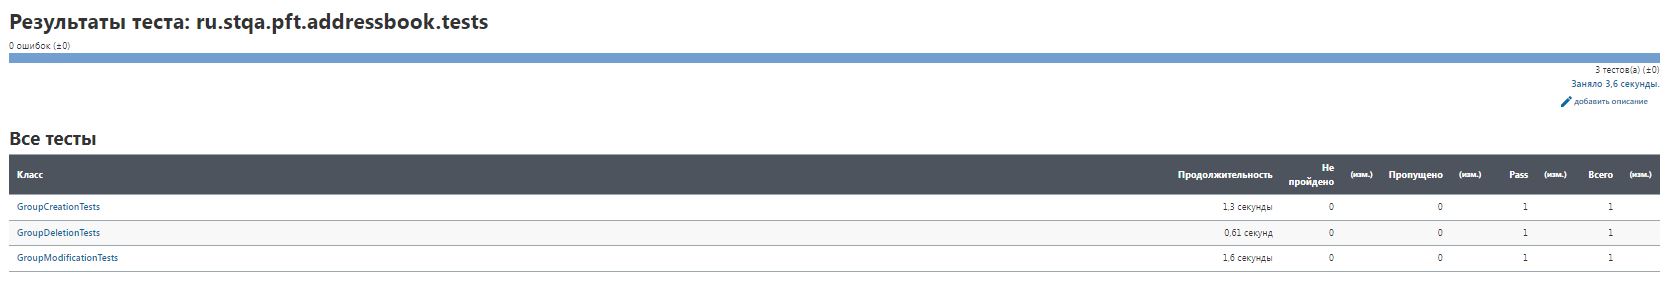 Результаты теста: ru.stqa.pft.addressbook.tests
0 ошибок (±0)
3 тестов(а) (±0)
Заняло 3,6 секунды.
добавить описание
Все тесты
Класс Продолжительность Не пройдено (изм.) Пропущено (изм.) Pass (изм.) Всего (изм.)
GroupCreationTests 1,3 секунды 0 0 1 1
GroupDeletionTests 0,61 секунд 0 0 1 1
GroupModificationTests 1,6 секунды 0 0 1 1